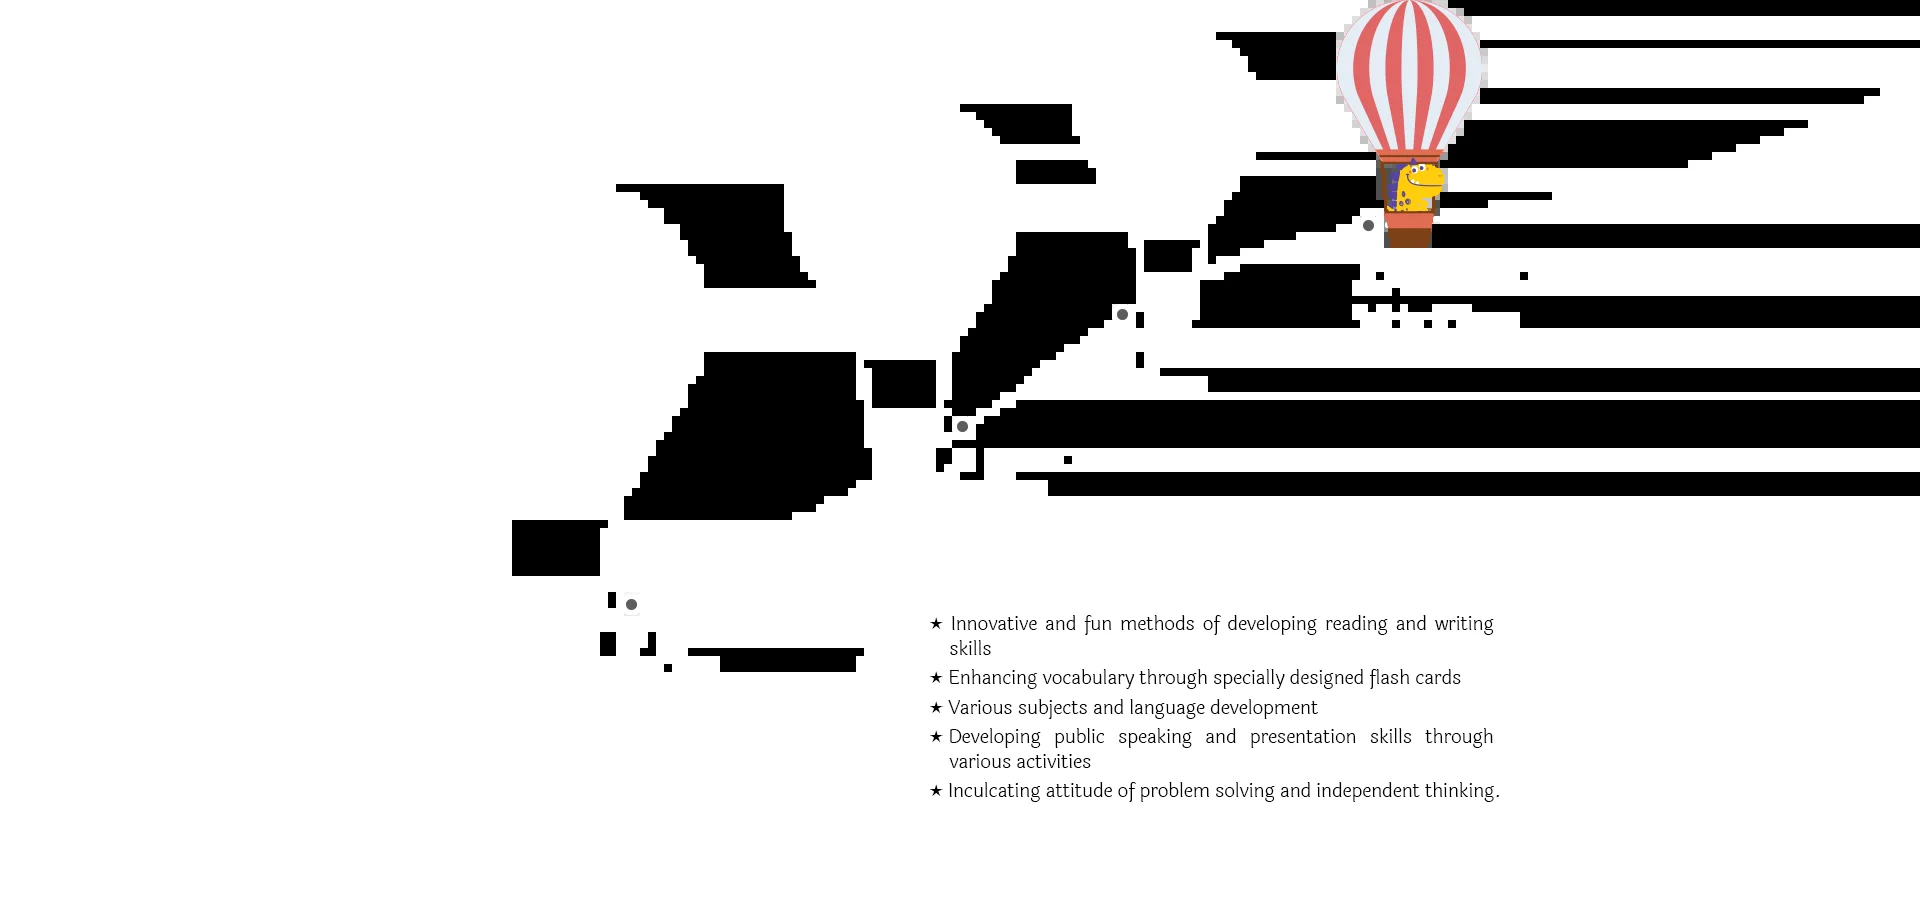 ★ Innovative and fun methods of developing reading and writing
skills
★ Enhancing vocabulary through specially designed flash cards
★ Various subjects and language development
★ Developing public speaking and presentation skills through
various activities
★ Inculcating attitude of problem solving and independent thinking.